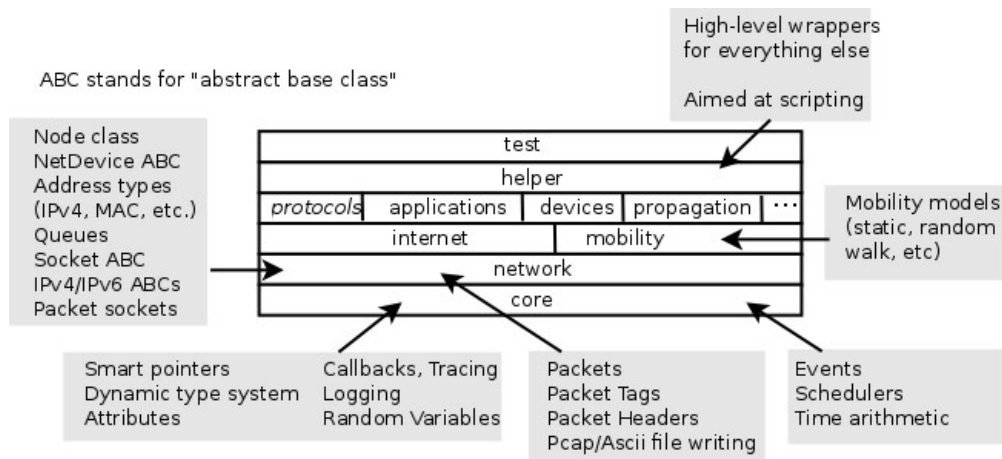 High-level wrappers
for everything else
Aimed at scripting
ABC stands for "abstract base class"
Node class
NetDevice ABC
Address types
(IPv4, MAC, etc.)
Queues
Socket ABC
IPv4/IPv6 ABCs
Packet sockets
test
helper
protocols applications devices propagation ...
internet mobility
network
core
Mobility models
(static, random
walk, etc)
Smart pointers
Dynamic type system
Attributes
Callbacks, Tracing
Logging
Random Variables
Packets
Packet Tags
Packet Headers
Pcap/Ascii file writing
Events
Schedulers
Time arithmetic